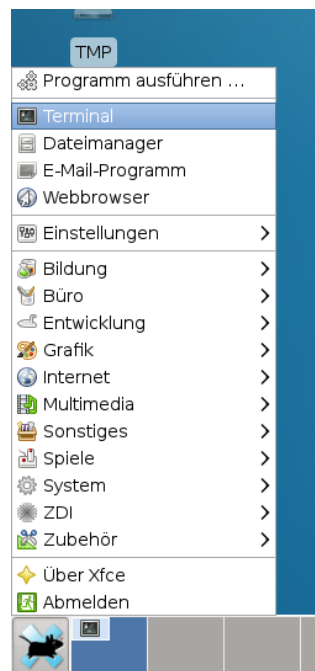 TMP
Programm ausführen ...
Terminal
Dateimanager
E-Mail-Programm
Webbrowser
Einstellungen
Bildung
Büro
Entwicklung
Grafik
Internet
Multimedia
Sonstiges
Spiele
System
ZDI
Zubehör
Über Xfce
Abmelden